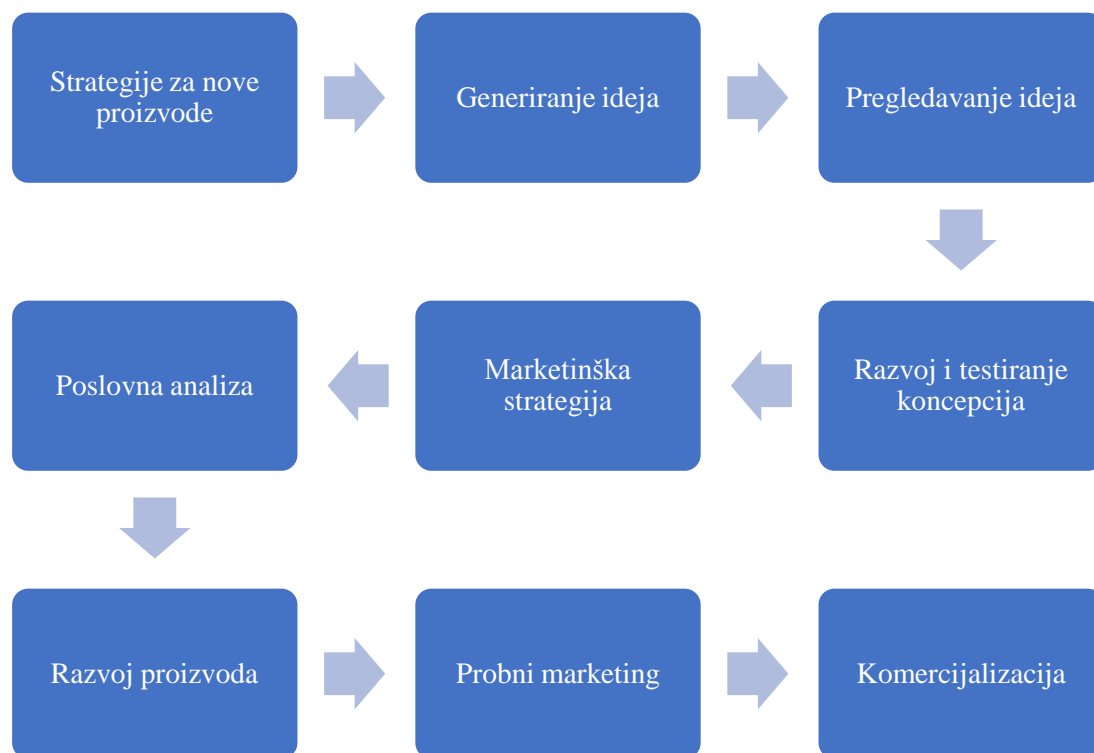 Strategije za nove
proizvode
Generiranje ideja
Pregledavanje ideja
Razvoj i testiranje
koncepcija
Marketinška
strategija
Poslovna analiza
Razvoj proizvoda
Probni marketing
Komercijalizacija